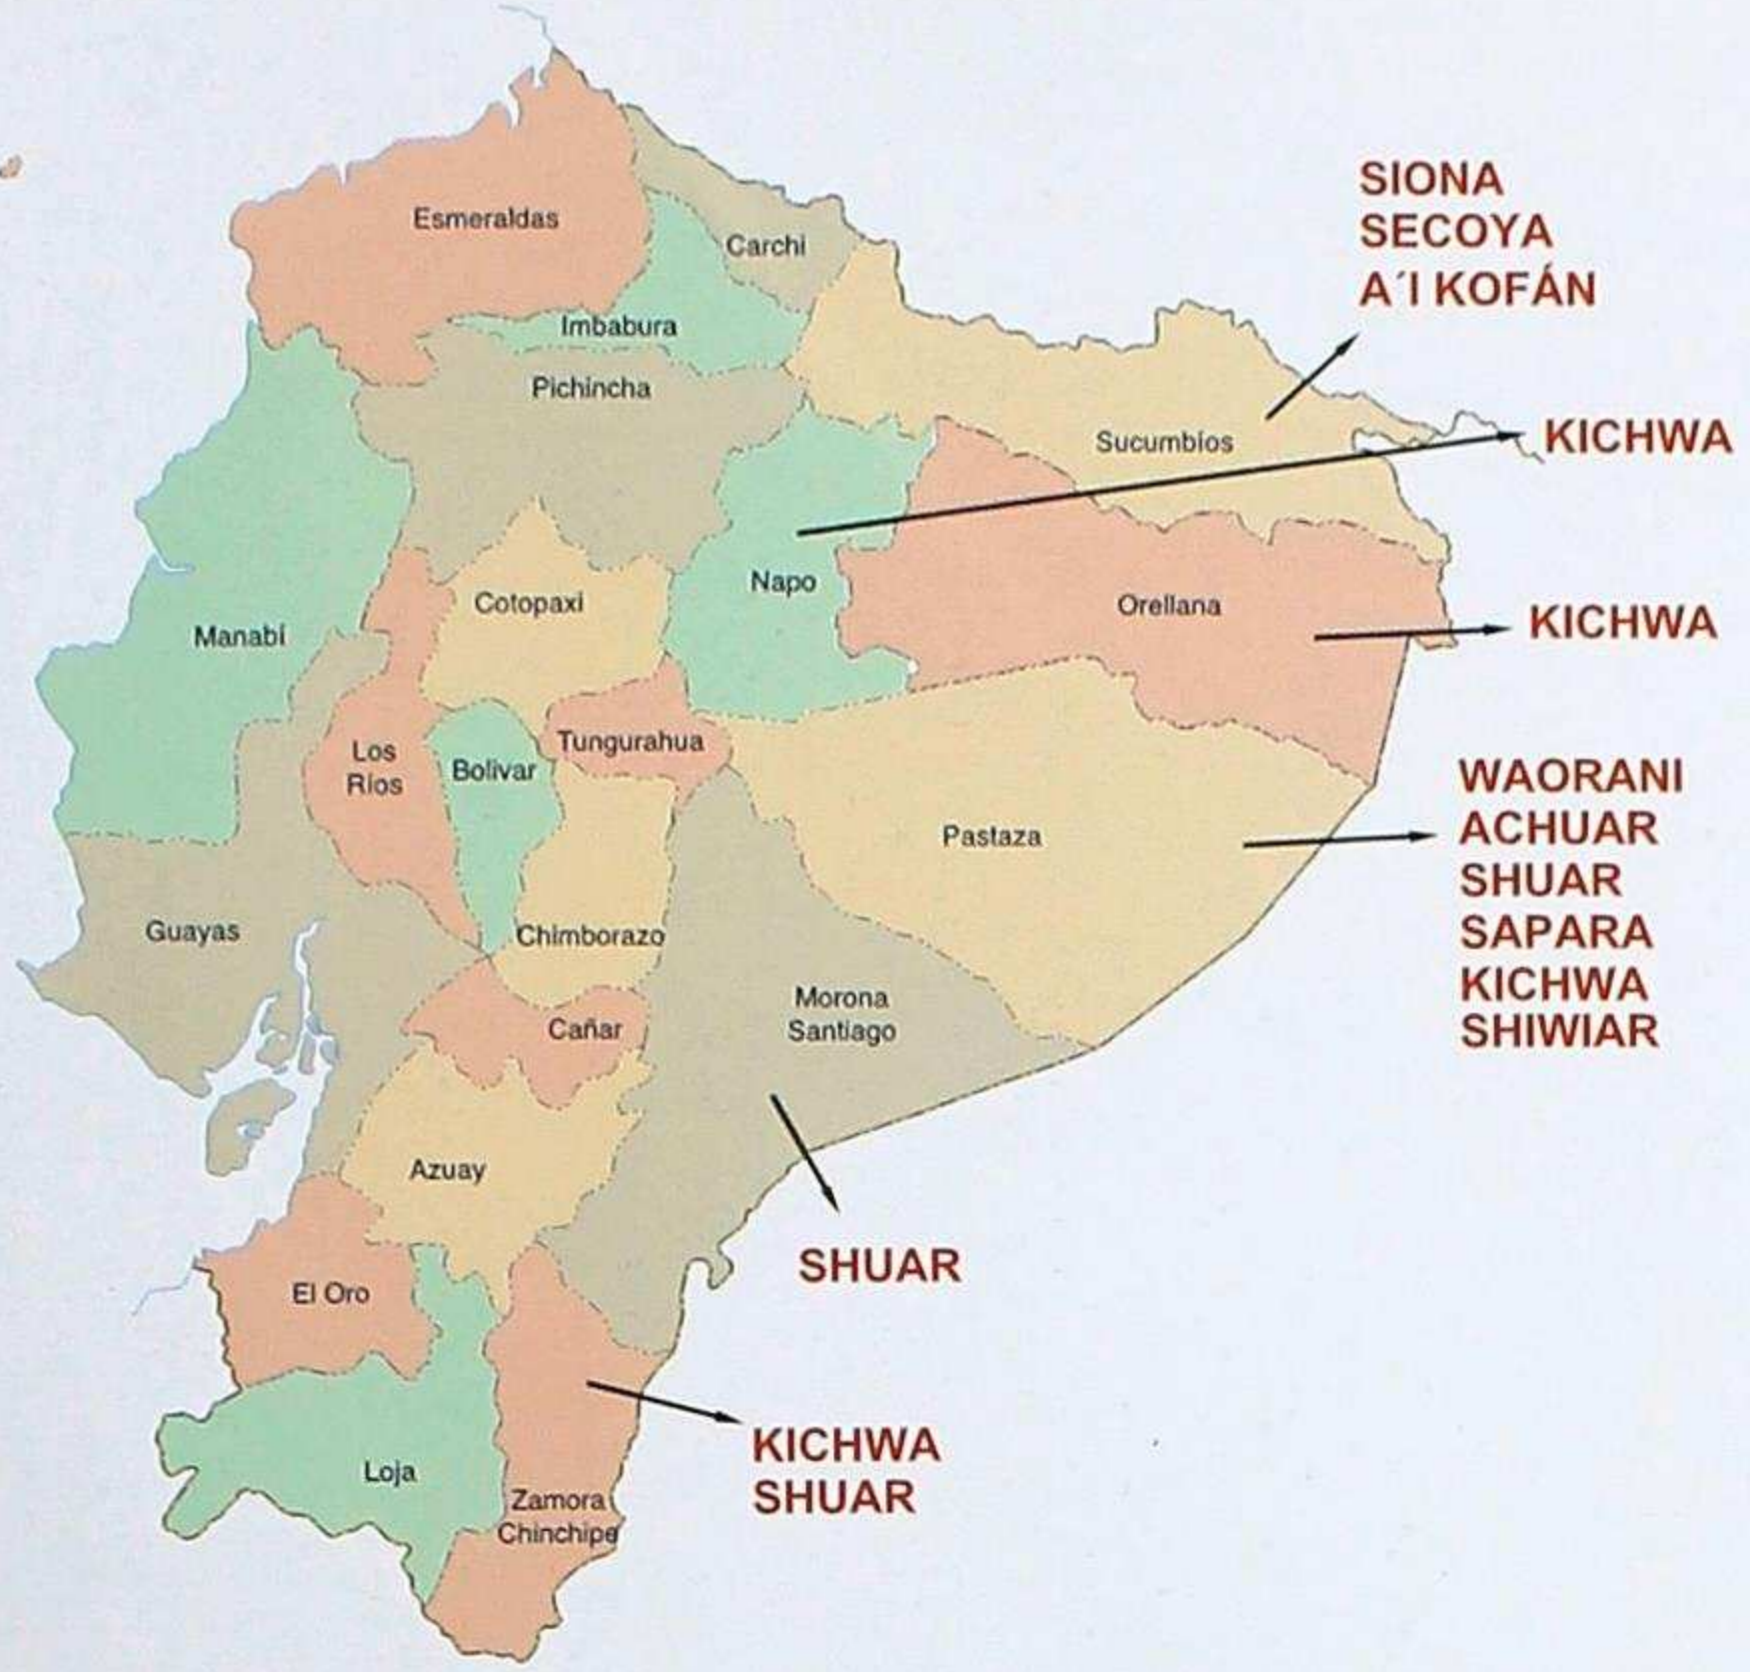 SIONA
SECOYA
A´I KOFÁN
Esmeraldas
Carchi
Imbabura
Pichincha
Sucumbíos
KICHWA
Napo
Cotopaxi
Orellana
KICHWA
Manabí
Los
Ríos
Bolívar
Tungurahua
Pastaza
WAORANI
ACHUAR
SHUAR
SAPARA
KICHWA
SHIWIAR
Guayas
Chimborazo
Morona
Santiago
Cañar
Azuay
SHUAR
El Oro
KICHWA
SHUAR
Loja
Zamora
Chinchipe